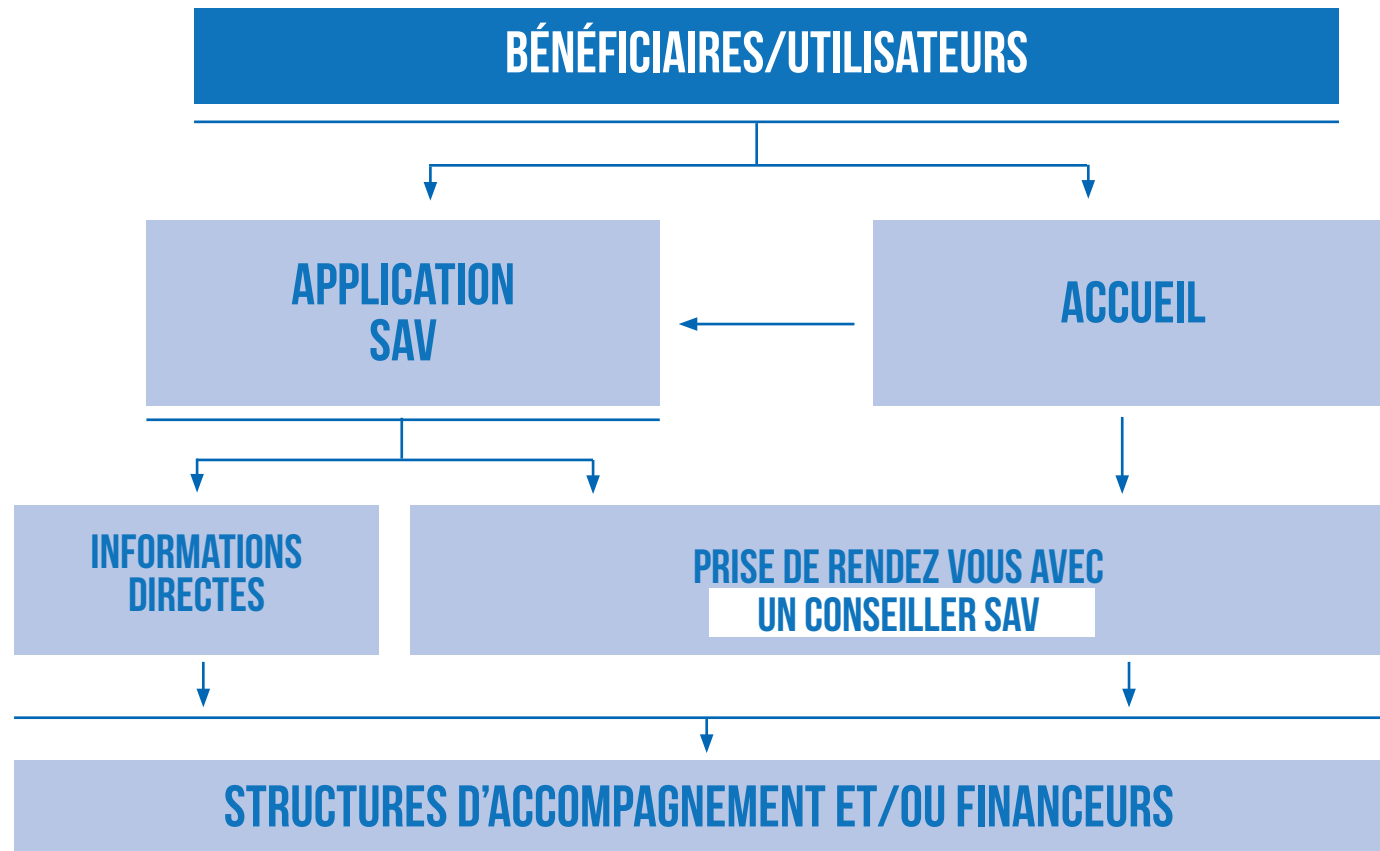 BÉNÉFICIAIRES/UTILISATEURS
APPLICATION
SAV
ACCUEIL
INFORMATIONS
DIRECTES
PRISE DE RENDEZ VOUS AVEC
UN CONSEILLER SAV
STRUCTURES D’ACCOMPAGNEMENT ET/OU FINANCEURS